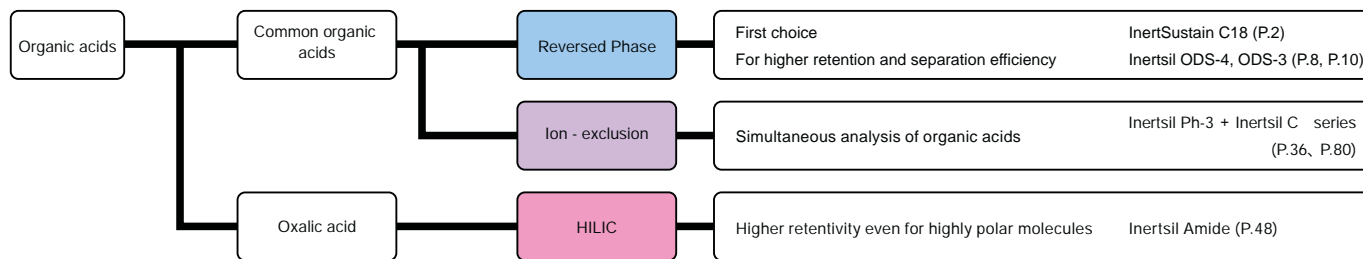 Organic acids
Common organic
acids
Reversed Phase
First choice InertSustain C18 (P.2)
For higher retention and separation efficiency Inertsil ODS-4, ODS-3 (P.8, P.10)
Ion - exclusion
Simultaneous analysis of organic acids Inertsil Ph-3 + Inertsil C series
(P.36、P.80)
Oxalic acid
HILIC
Higher retentivity even for highly polar molecules Inertsil Amide (P.48)